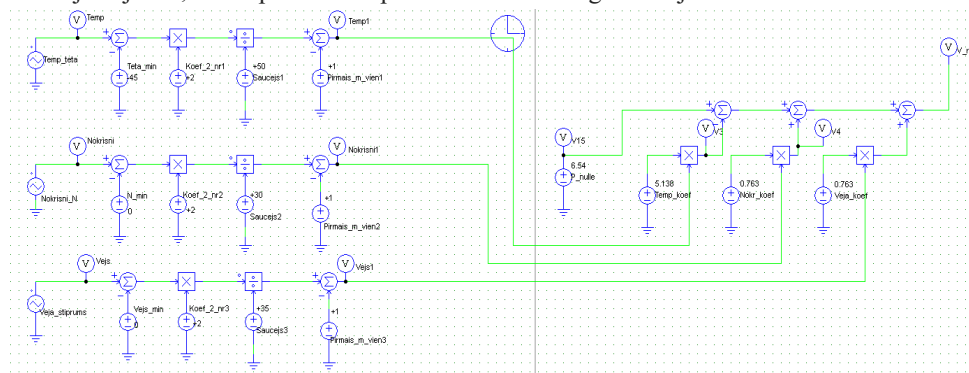 V
Temp
V
Temp1
Temp_teta
Teta_min
-45
Koef_2_nr1
+2
+50
Saucejs1
+1
Pirmais_m_vien1
V
Nokrisni
V
Nokrisni1
Nokrisni_N
N_min
0
Koef_2_nr2
+2
+30
Saucejs2
+1
Pirmais_m_vien2
V
Vejs
V
Vejs1
Veja_stiprums
Vejs_min
0
Koef_2_nr3
+2
+35
Saucejs3
+1
Pirmais_m_vien3
V
V
V15
V
V3
V
V4
6.54
P_nulle
5.138
Temp_koef
0.763
Nokr_koef
0.763
Veja_koef